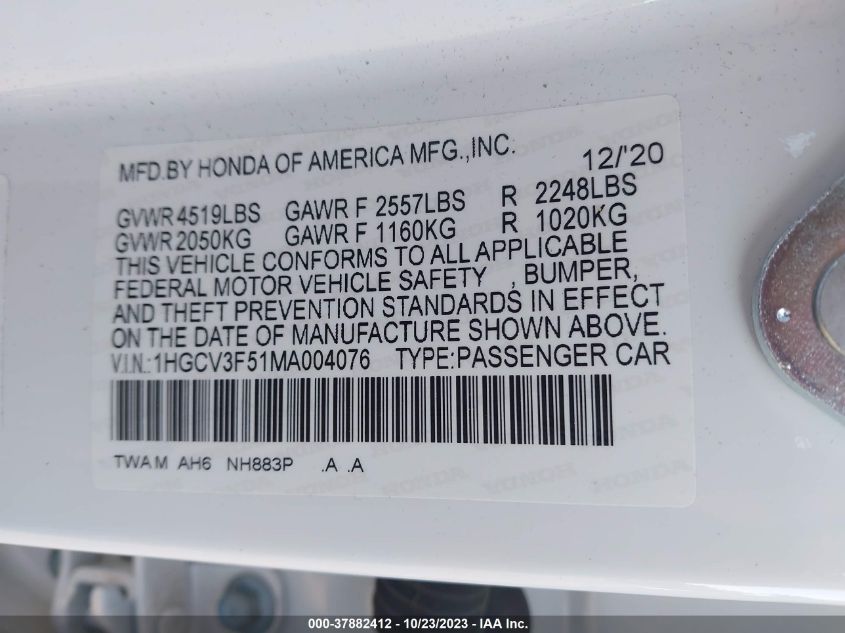 MFD.BY HONDA OF AMERICA MFG.,INC. 12/'20
GVWR 4519LBS GAWR F 2557LBS R 2248LBS
GVWR 2050KG GAWR F 1160KG R 1020KG
THIS VEHICLE CONFORMS TO ALL APPLICABLE
FEDERAL MOTOR VEHICLE SAFETY , BUMPER,
AND THEFT PREVENTION STANDARDS IN EFFECT
ON THE DATE OF MANUFACTURE SHOWN ABOVE.
V.I.N.:1HGCV3F51MA004076 TYPE:PASSENGER CAR
TWA M AH6 NH883P .A .A
000-37882412 - 10/23/2023 - IAA Inc.